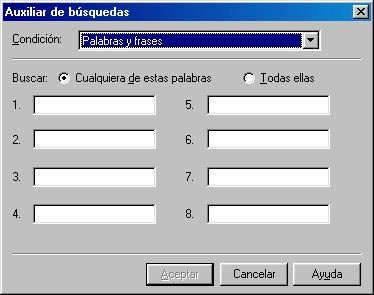 Auxiliar de búsquedas
Condición: Palabras y frases
Buscar: Cualquiera de estas palabras Todas ellas
1. 5.
2. 6.
3. 7.
4. 8.
Aceptar Cancelar Ayuda